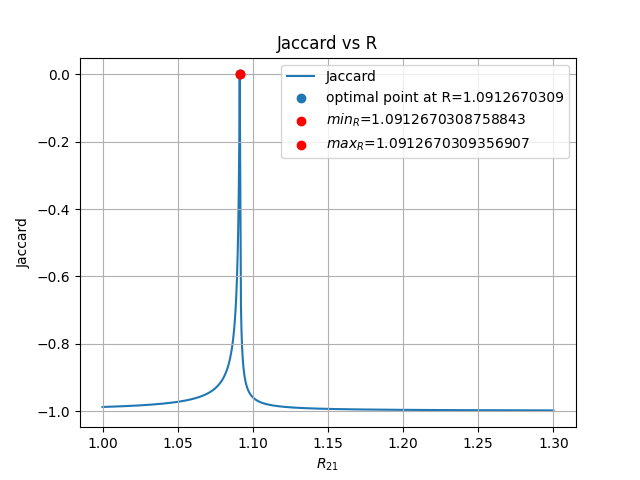 Jaccard vs R
Jaccard
optimal point at R=1.0912670309
min_R=1.0912670308758843
max_R=1.0912670309356907
0.0
−0.2
−0.4
−0.6
−0.8
−1.0
Jaccard
1.00 1.05 1.10 1.15 1.20 1.25 1.30
R_21